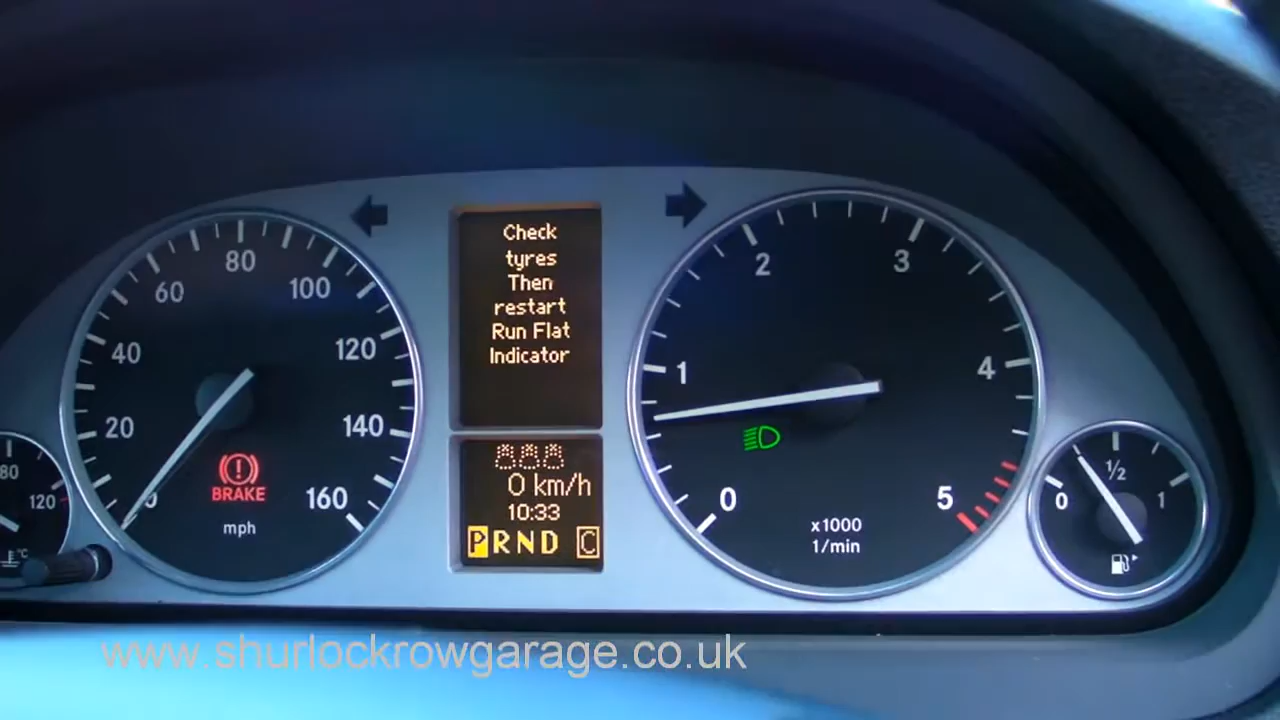 Check
tyres
Then
restart
Run Flat
Indicator
0 km/h
10:33
P R N D C
0 20 40 60 80 100 120 140 160
BRAKE
mph
0 1 2 3 4 5
x1000
1/min
80
120
°C
0 1/2 1
www.shurlockrowgarage.co.uk